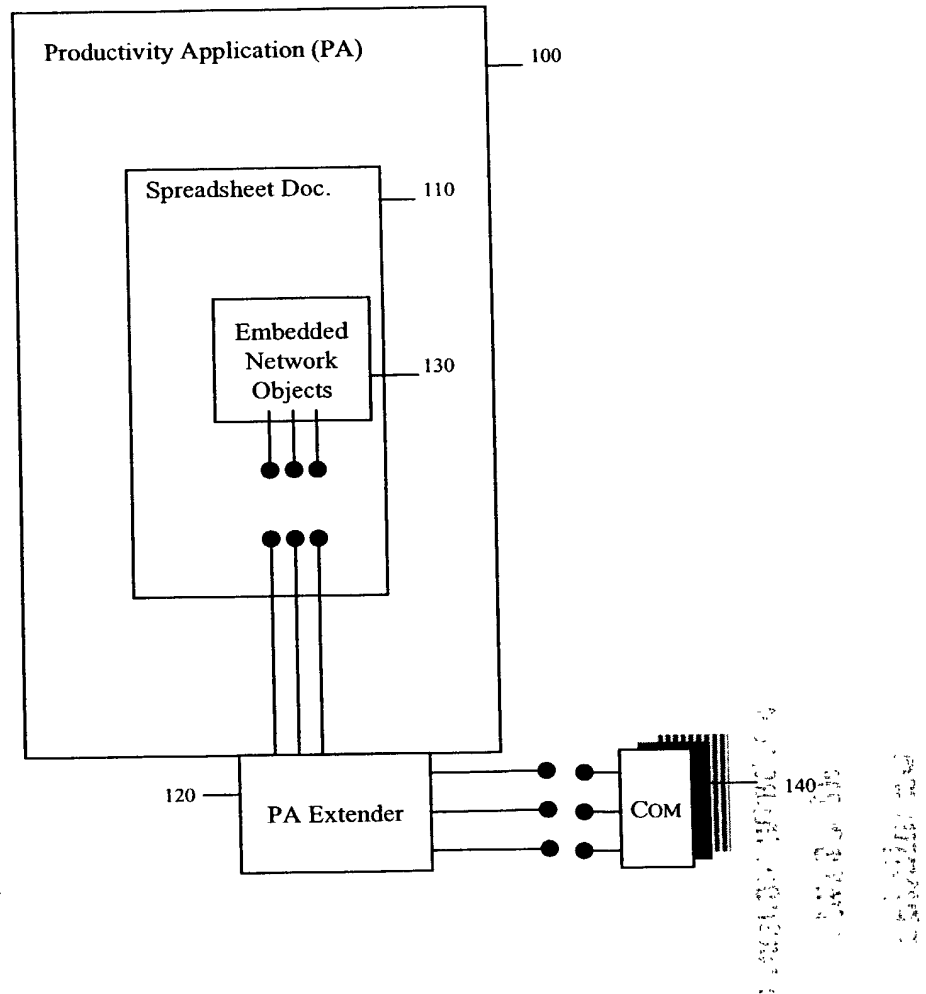 Productivity Application (PA)
100
Spreadsheet Doc.
110
Embedded
Network
Objects
130
120
PA Extender
COM
140